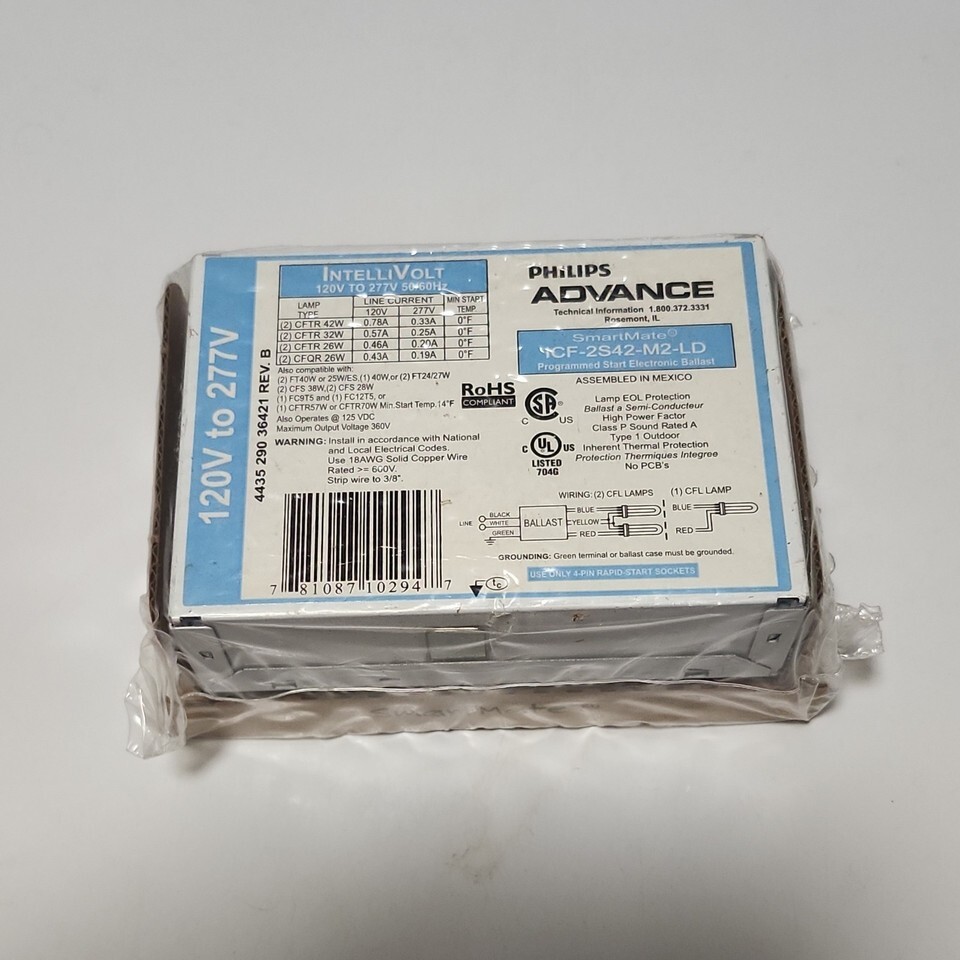 120V to 277V
4435 290 36421 REV. B
INTELLIVOLT
120V TO 277V 50/60Hz
LAMP TYPE LINE CURRENT MIN START TEMP
120V 277V
(2) CFTR 42W 0.78A 0.33A 0°F
(2) CFTR 32W 0.57A 0.25A 0°F
(2) CFTR 26W 0.46A 0.20A 0°F
(2) CFQR 26W 0.43A 0.19A 0°F
Also compatible with:
(2) FT40W or 25W/ES,(1) 40W,or (2) FT24/27W
(2) CFS 38W,(2) CFS 28W
(1) FC9T5 and (1) FC12T5, or
(1) CFTR57W or CFTR70W Min.Start Temp.14°F
Also Operates @ 125 VDC
Maximum Output Voltage 360V
WARNING: Install in accordance with National
and Local Electrical Codes.
Use 18AWG Solid Copper Wire
Rated >= 600V.
Strip wire to 3/8".
7 81087 10294 7
RoHS
COMPLIANT
PHILIPS
ADVANCE
Technical Information 1.800.372.3331
Rosemont, IL
SmartMate®
ICF-2S42-M2-LD
Programmed Start Electronic Ballast
ASSEMBLED IN MEXICO
C SA US
C UL US
LISTED
704G
Lamp EOL Protection
Ballast a Semi-Conducteur
High Power Factor
Class P Sound Rated A
Type 1 Outdoor
Inherent Thermal Protection
Protection Thermiques Integree
No PCB's
WIRING: (2) CFL LAMPS (1) CFL LAMP
LINE BLACK WHITE GREEN BALLAST BLUE YELLOW RED BLUE RED
GROUNDING: Green terminal or ballast case must be grounded.
USE ONLY 4-PIN RAPID-START SOCKETS
tc